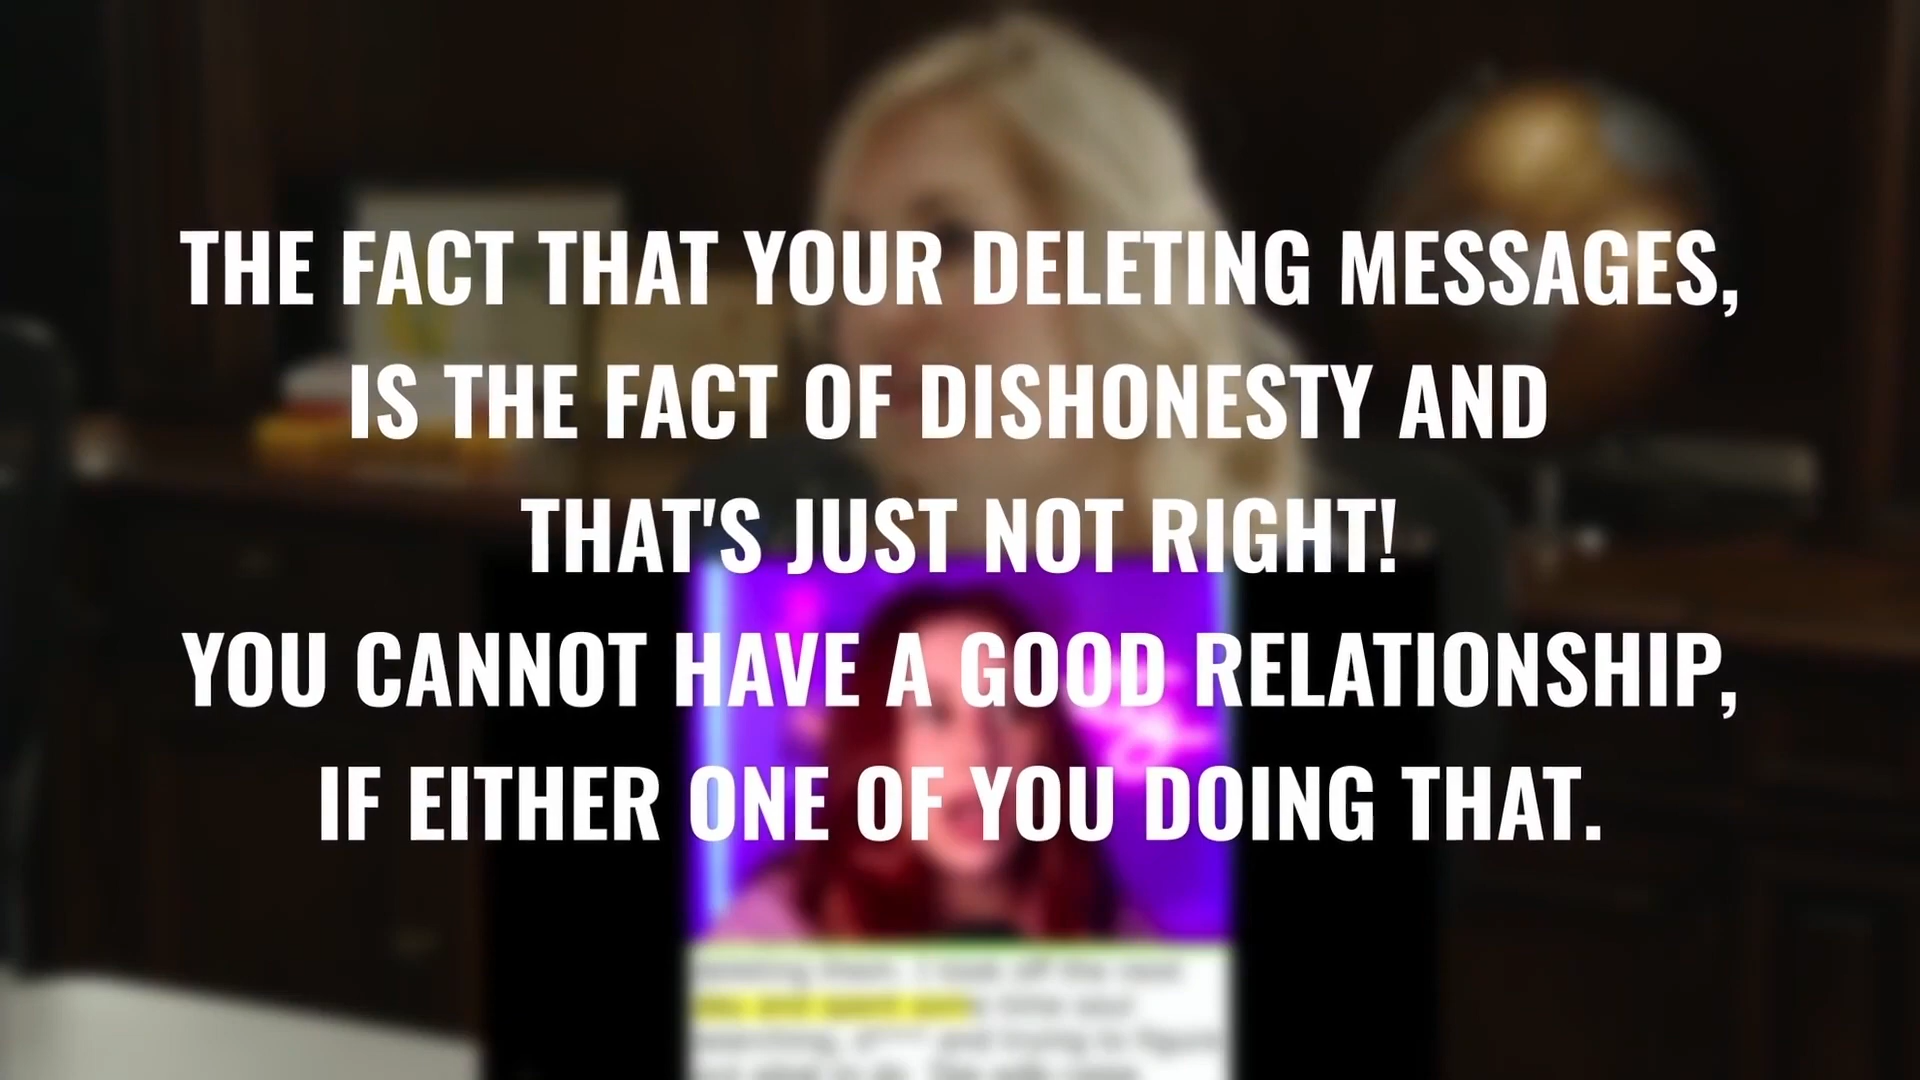 THE FACT THAT YOUR DELETING MESSAGES,
IS THE FACT OF DISHONESTY AND
THAT'S JUST NOT RIGHT!
YOU CANNOT HAVE A GOOD RELATIONSHIP,
IF EITHER ONE OF YOU DOING THAT.